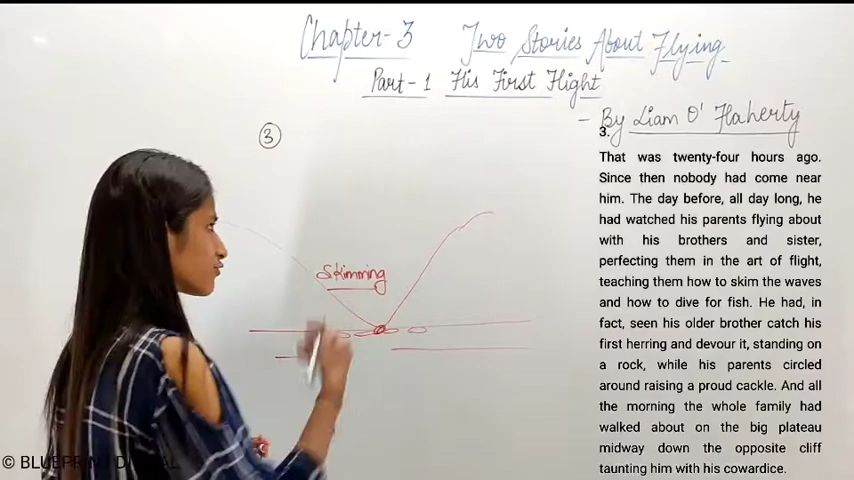 Chapter-3 Two Stories About Flying
Part-1 His First Flight
- By Liam O' Flaherty
3
Skimming
3.
That was twenty-four hours ago.
Since then nobody had come near
him. The day before, all day long, he
had watched his parents flying about
with his brothers and sister,
perfecting them in the art of flight,
teaching them how to skim the waves
and how to dive for fish. He had, in
fact, seen his older brother catch his
first herring and devour it, standing on
a rock, while his parents circled
around raising a proud cackle. And all
the morning the whole family had
walked about on the big plateau
midway down the opposite cliff
taunting him with his cowardice.
© BLUEPRINT DIGITAL